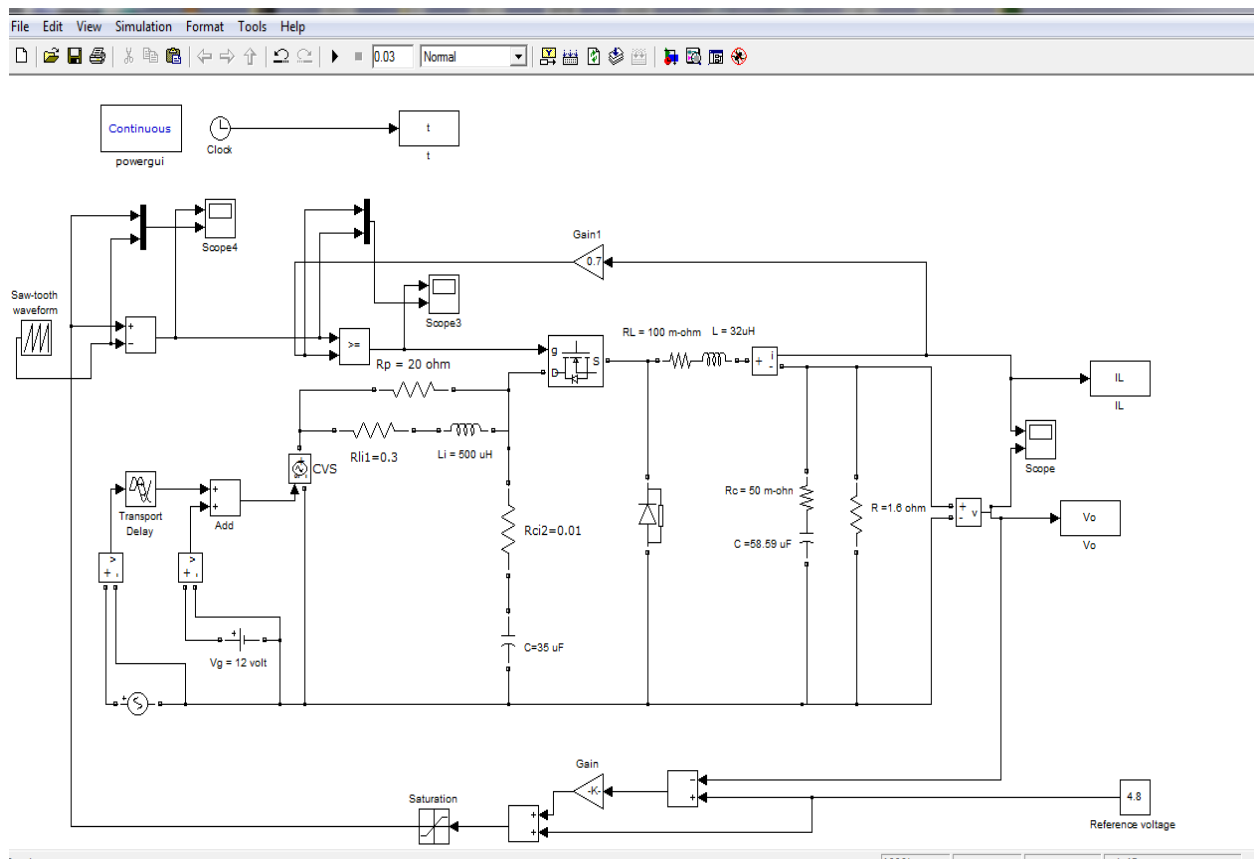 File Edit View Simulation Format Tools Help
0.03 Normal
Continuous
powergui
Clock
t
t
Scope4
Gain1
0.7
Saw-tooth
waveform
+
−
Scope3
>=
g
D
S
RL = 100 m-ohm L = 32uH
+ i
-
Rp = 20 ohm
IL
IL
Rli1=0.3
Li = 500 uH
CVS
Scope
Transport
Delay
+
+
Add
Rci2=0.01
Rc = 50 m-ohn
R =1.6 ohm
C =58.59 uF
+
- v
Vo
Vo
Vg = 12 volt
C=35 uF
Gain
-K-
−
+
Saturation
+
+
4.8
Reference voltage